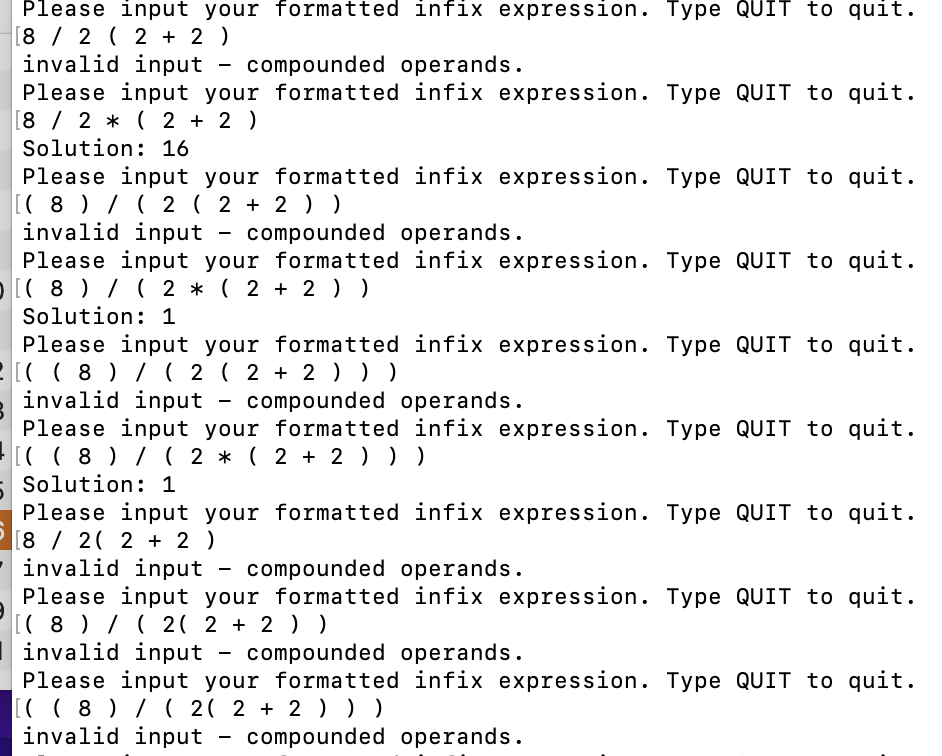 Please input your formatted infix expression. Type QUIT to quit.
[8 / 2 ( 2 + 2 )
invalid input – compounded operands.
Please input your formatted infix expression. Type QUIT to quit.
[8 / 2 * ( 2 + 2 )
Solution: 16
Please input your formatted infix expression. Type QUIT to quit.
[( 8 ) / ( 2 ( 2 + 2 ) )
invalid input – compounded operands.
Please input your formatted infix expression. Type QUIT to quit.
[( 8 ) / ( 2 * ( 2 + 2 ) )
Solution: 1
Please input your formatted infix expression. Type QUIT to quit.
[( ( 8 ) / ( 2 ( 2 + 2 ) ) )
invalid input – compounded operands.
Please input your formatted infix expression. Type QUIT to quit.
[( ( 8 ) / ( 2 * ( 2 + 2 ) ) )
Solution: 1
Please input your formatted infix expression. Type QUIT to quit.
[8 / 2( 2 + 2 )
invalid input – compounded operands.
Please input your formatted infix expression. Type QUIT to quit.
[( 8 ) / ( 2( 2 + 2 ) )
invalid input – compounded operands.
Please input your formatted infix expression. Type QUIT to quit.
[( ( 8 ) / ( 2( 2 + 2 ) ) )
invalid input – compounded operands.